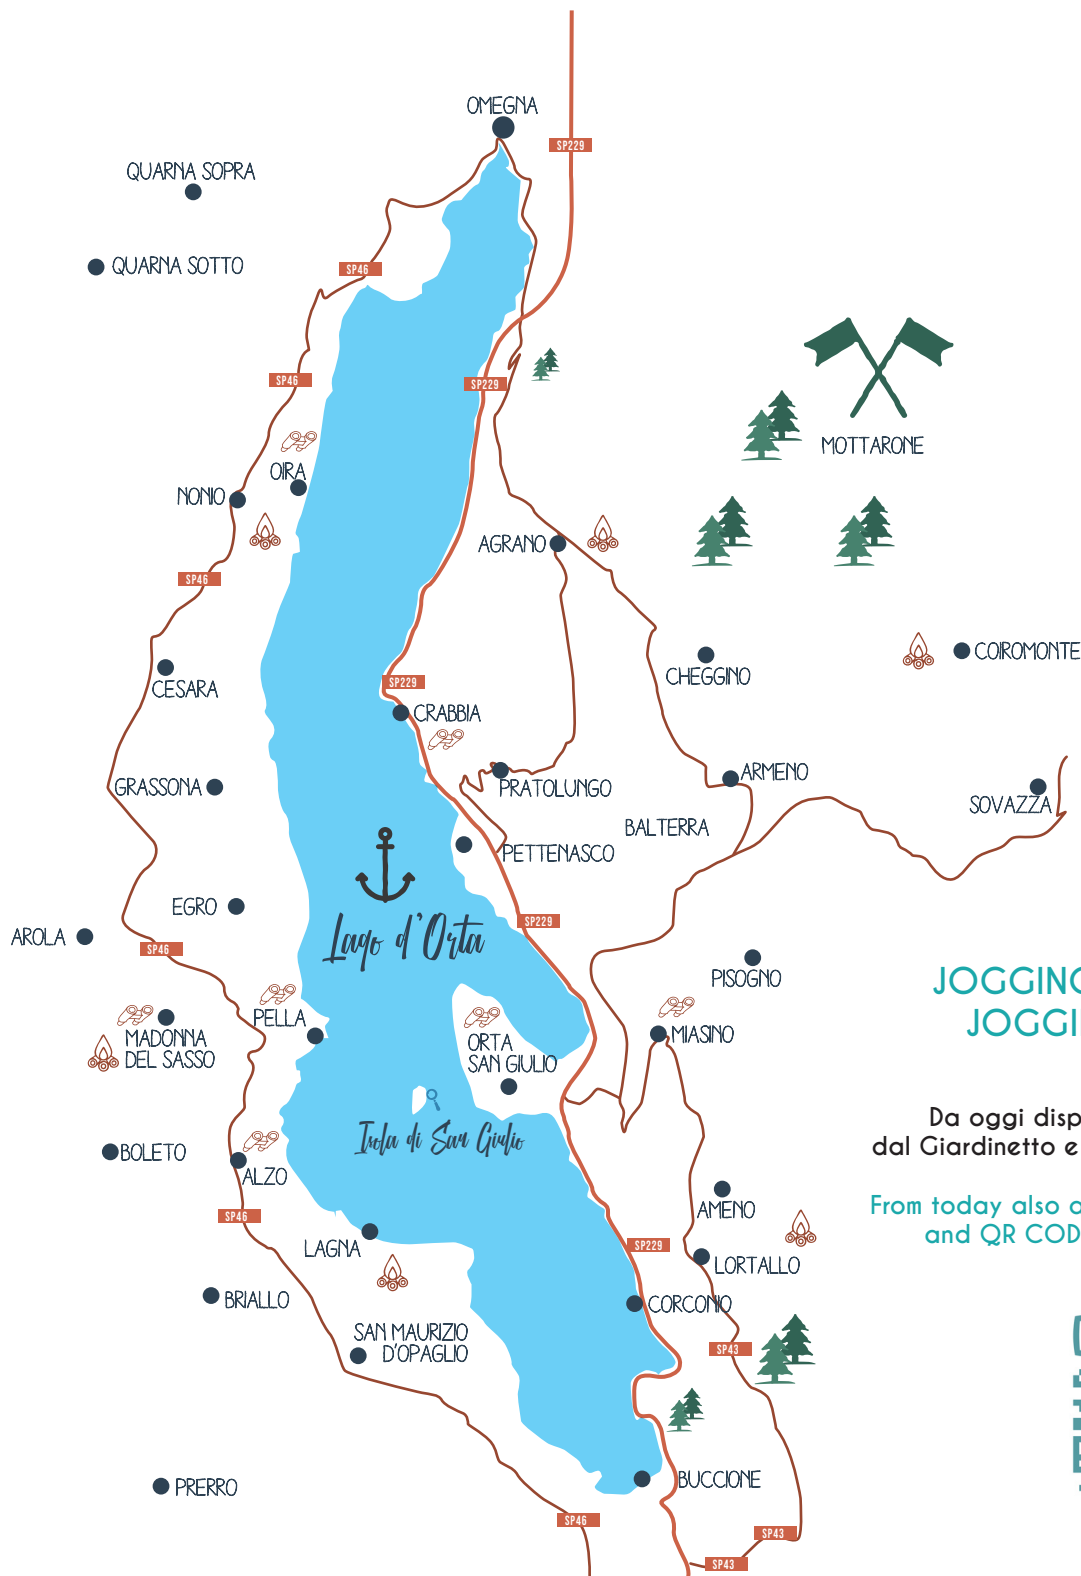 OMEGNA
SP229
QUARNA SOPRA
QUARNA SOTTO
SP46
SP46
SP229
MOTTARONE
OIRA
NONIO
AGRANO
SP46
COIROMONTE
CHEGGINO
CESARA
SP229
CRABBIA
ARMENO
GRASSONA
PRATOLUNGO
SOVAZZA
BALTERRA
PETTENASCO
EGRO
SP229
AROLA
SP46
Lago d'Orta
PISOGNO
JOGGING
JOGGI
PELLA
MADONNA
DEL SASSO
ORTA
SAN GIULIO
MIASINO
Da oggi disp
dal Giardinetto e
Isola di San Giulio
BOLETO
ALZO
AMENO
From today also a
and QR COD
SP46
LAGNA
SP229
LORTALLO
BRIALLO
CORCONIO
SAN MAURIZIO
D'OPAGLIO
SP43
PRERRO
BUCCIONE
SP46
SP43
SP43